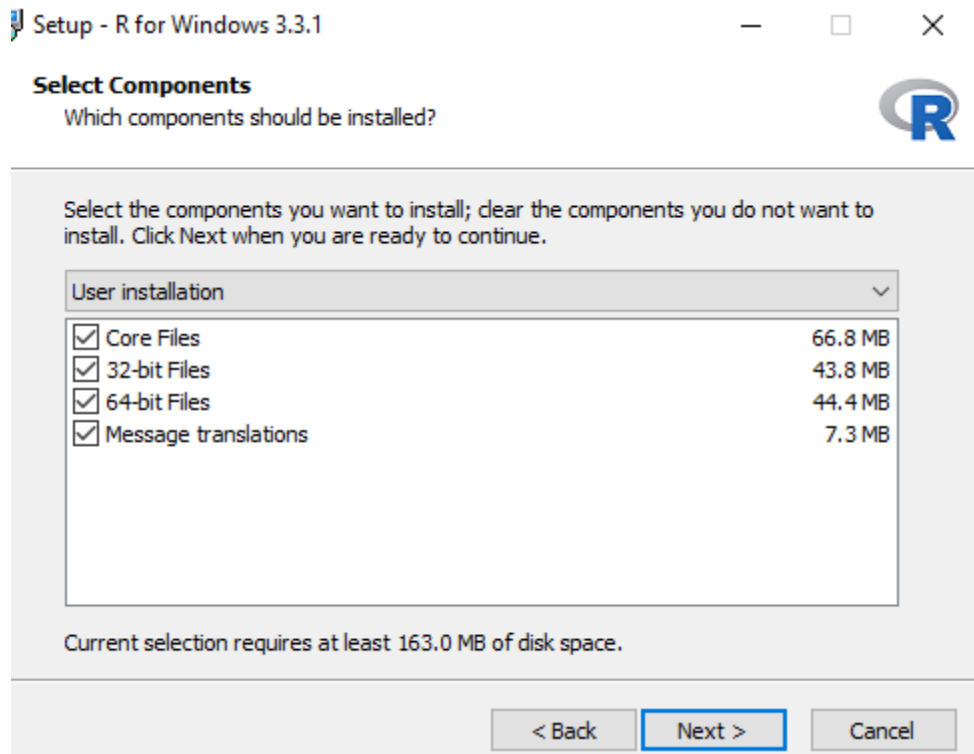 Setup - R for Windows 3.3.1
Select Components
Which components should be installed?
R
Select the components you want to install; clear the components you do not want to
install. Click Next when you are ready to continue.
User installation
Core Files 66.8 MB
32-bit Files 43.8 MB
64-bit Files 44.4 MB
Message translations 7.3 MB
Current selection requires at least 163.0 MB of disk space.
< Back Next > Cancel